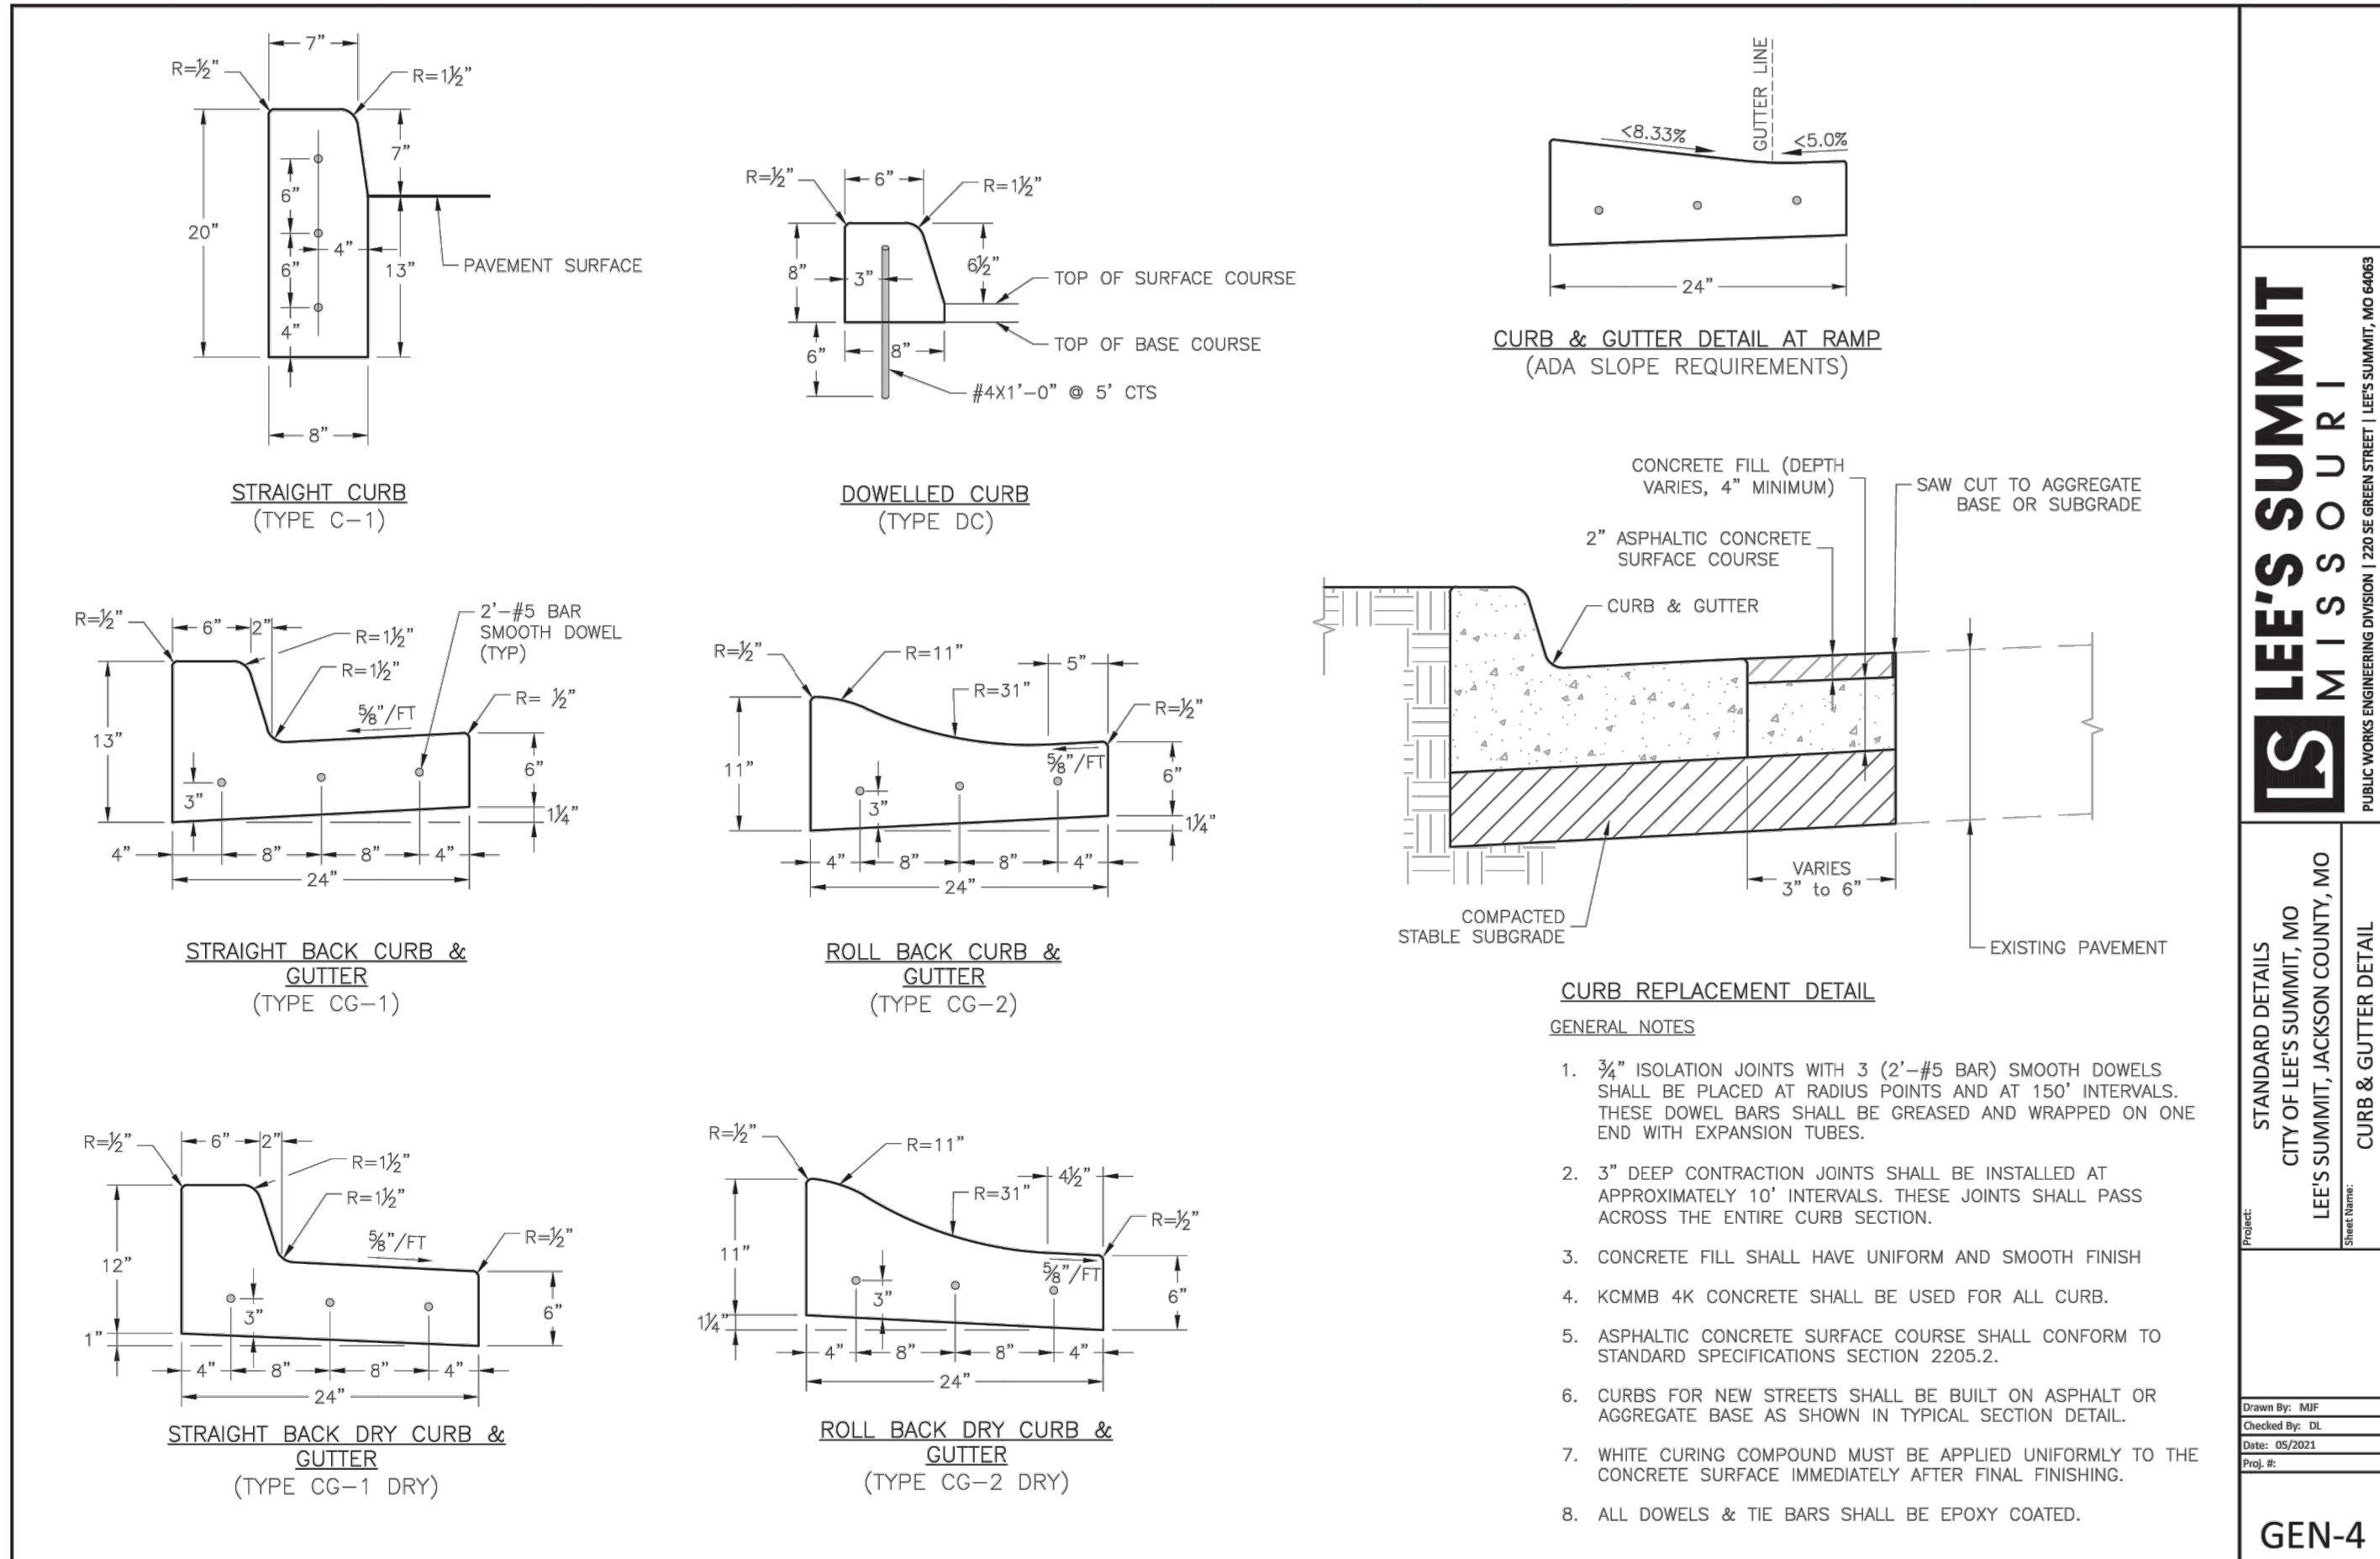 7"
R=½"
R=1½"
20"
7"
6"
6"
4"
4"
13"
PAVEMENT SURFACE
8"
STRAIGHT CURB
(TYPE C-1)
R=½"
6"
R=1½"
8"
3"
6½"
TOP OF SURFACE COURSE
TOP OF BASE COURSE
6"
8"
#4X1'-0" @ 5' CTS
DOWELLED CURB
(TYPE DC)
GUTTER LINE
<8.33%
<5.0%
24"
CURB & GUTTER DETAIL AT RAMP
(ADA SLOPE REQUIREMENTS)
R=½"
6"
2"
R=1½"
R=1½"
2'-#5 BAR
SMOOTH DOWEL
(TYP)
R= ½"
⅝"/FT
13"
3"
6"
1¼"
4"
8"
8"
4"
24"
STRAIGHT BACK CURB &
GUTTER
(TYPE CG-1)
R=½"
R=11"
R=31"
5"
R=½"
⅝"/FT
11"
3"
6"
1¼"
4"
8"
8"
4"
24"
ROLL BACK CURB &
GUTTER
(TYPE CG-2)
CONCRETE FILL (DEPTH
VARIES, 4" MINIMUM)
SAW CUT TO AGGREGATE
BASE OR SUBGRADE
2" ASPHALTIC CONCRETE
SURFACE COURSE
CURB & GUTTER
VARIES
3" to 6"
COMPACTED
STABLE SUBGRADE
EXISTING PAVEMENT
CURB REPLACEMENT DETAIL
R=½"
6"
2"
R=1½"
R=1½"
⅝"/FT
R=½"
12"
3"
6"
1"
4"
8"
8"
4"
24"
STRAIGHT BACK DRY CURB &
GUTTER
(TYPE CG-1 DRY)
R=½"
R=11"
R=31"
4½"
R=½"
⅝"/FT
11"
3"
6"
1¼"
4"
8"
8"
4"
24"
ROLL BACK DRY CURB &
GUTTER
(TYPE CG-2 DRY)
GENERAL NOTES
1. ¾" ISOLATION JOINTS WITH 3 (2'-#5 BAR) SMOOTH DOWELS
SHALL BE PLACED AT RADIUS POINTS AND AT 150' INTERVALS.
THESE DOWEL BARS SHALL BE GREASED AND WRAPPED ON ONE
END WITH EXPANSION TUBES.
2. 3" DEEP CONTRACTION JOINTS SHALL BE INSTALLED AT
APPROXIMATELY 10' INTERVALS. THESE JOINTS SHALL PASS
ACROSS THE ENTIRE CURB SECTION.
3. CONCRETE FILL SHALL HAVE UNIFORM AND SMOOTH FINISH
4. KCMMB 4K CONCRETE SHALL BE USED FOR ALL CURB.
5. ASPHALTIC CONCRETE SURFACE COURSE SHALL CONFORM TO
STANDARD SPECIFICATIONS SECTION 2205.2.
6. CURBS FOR NEW STREETS SHALL BE BUILT ON ASPHALT OR
AGGREGATE BASE AS SHOWN IN TYPICAL SECTION DETAIL.
7. WHITE CURING COMPOUND MUST BE APPLIED UNIFORMLY TO THE
CONCRETE SURFACE IMMEDIATELY AFTER FINAL FINISHING.
8. ALL DOWELS & TIE BARS SHALL BE EPOXY COATED.
LS LEE'S SUMMIT
MISSOURI
PUBLIC WORKS ENGINEERING DIVISION | 220 SE GREEN STREET | LEE'S SUMMIT, MO 64063
Project:
STANDARD DETAILS
CITY OF LEE'S SUMMIT, MO
LEE'S SUMMIT, JACKSON COUNTY, MO
Sheet Name:
CURB & GUTTER DETAIL
Drawn By: MJF
Checked By: DL
Date: 05/2021
Proj. #:
GEN-4